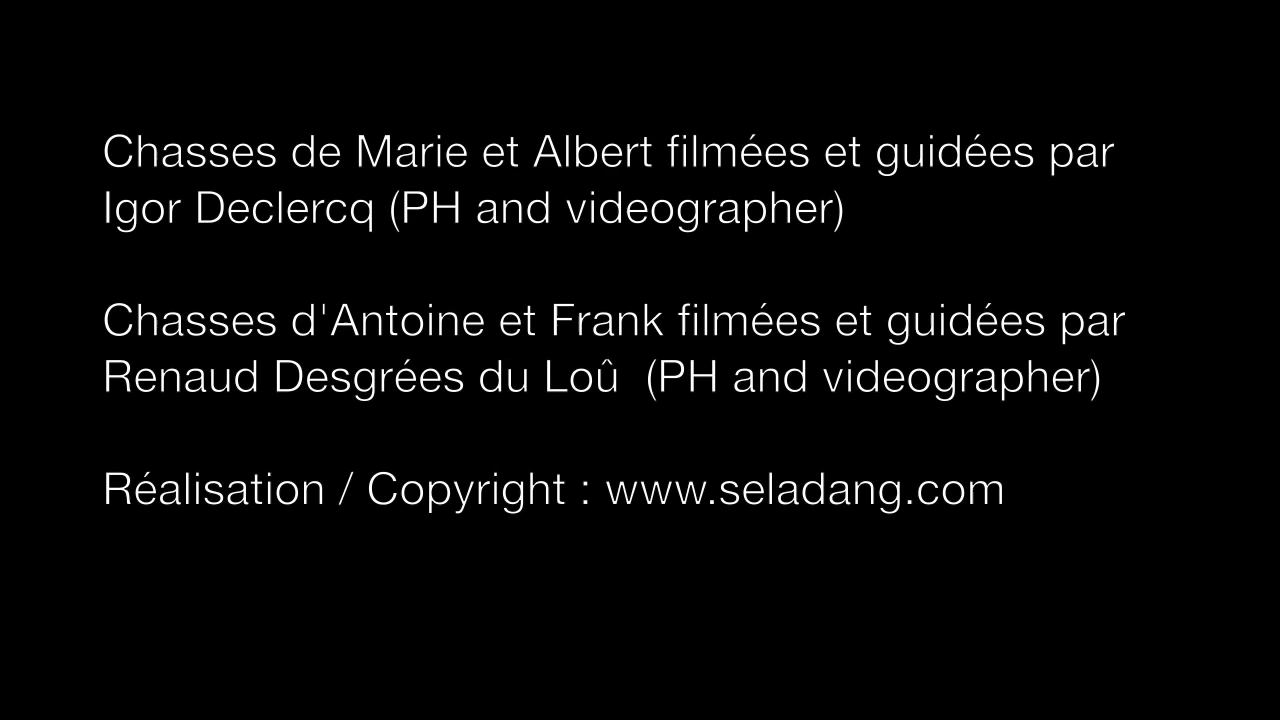 Chasses de Marie et Albert filmées et guidées par
Igor Declercq (PH and videographer)
Chasses d'Antoine et Frank filmées et guidées par
Renaud Desgrées du Loû  (PH and videographer)
Réalisation / Copyright : www.seladang.com